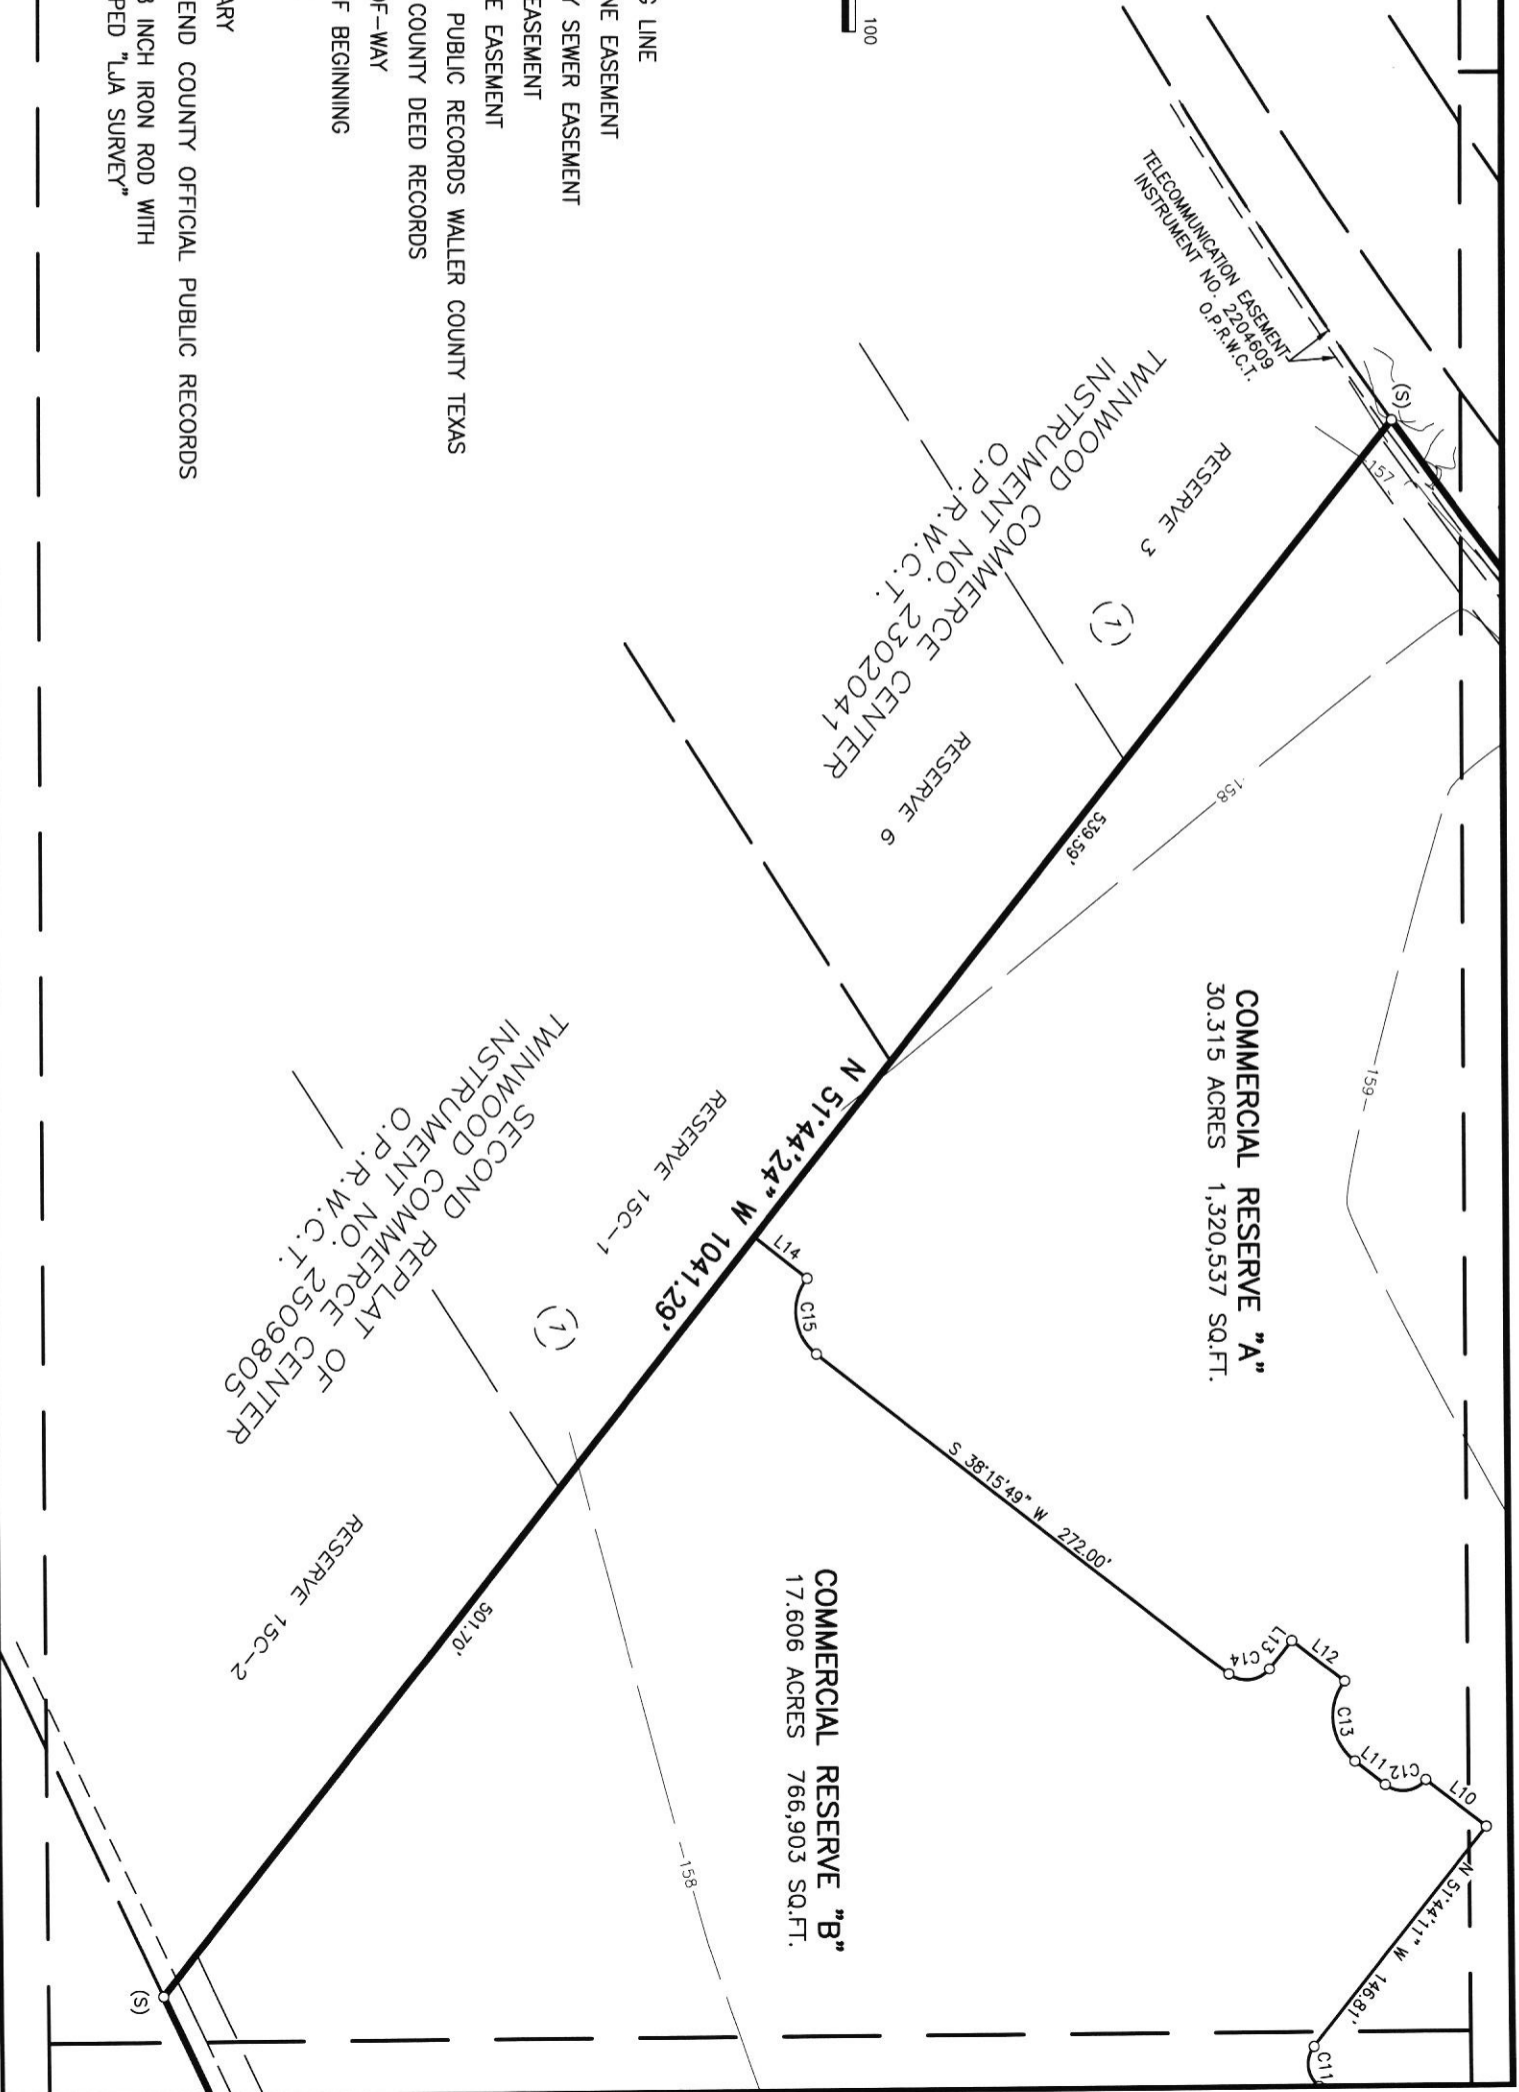 100
G LINE
NE EASEMENT
Y SEWER EASEMENT
EASEMENT
E EASEMENT
PUBLIC RECORDS WALLER COUNTY TEXAS
COUNTY DEED RECORDS
OF-WAY
F BEGINNING
ARY
END COUNTY OFFICIAL PUBLIC RECORDS
INCH IRON ROD WITH
PED "LJA SURVEY"
TELECOMMUNICATION EASEMENT
INSTRUMENT NO. 2204609
O.P.R.W.C.T.
(S)
157
RESERVE 3
(1)
TWINWOOD COMMERCE CENTER
INSTRUMENT NO. 2302041
O.P. R.W.C.T.
RESERVE 6
158
539.59'
159
COMMERCIAL RESERVE "A"
30.315 ACRES 1,320,537 SQ.FT.
N 51°44'24" W 1041.29'
RESERVE 15C-1
(1)
SECOND REPLAT OF
TWINWOOD COMMERCE CENTER
INSTRUMENT NO. 2509805
O.P.R.W.C.T.
L14
C15
S 38°15'49" W 272.00'
C14
L13
L12
C13
L11
C12
L10
N 51°44'11" W 146.81'
C11
COMMERCIAL RESERVE "B"
17.606 ACRES 766,903 SQ.FT.
158
501.70'
RESERVE 15C-2
(S)